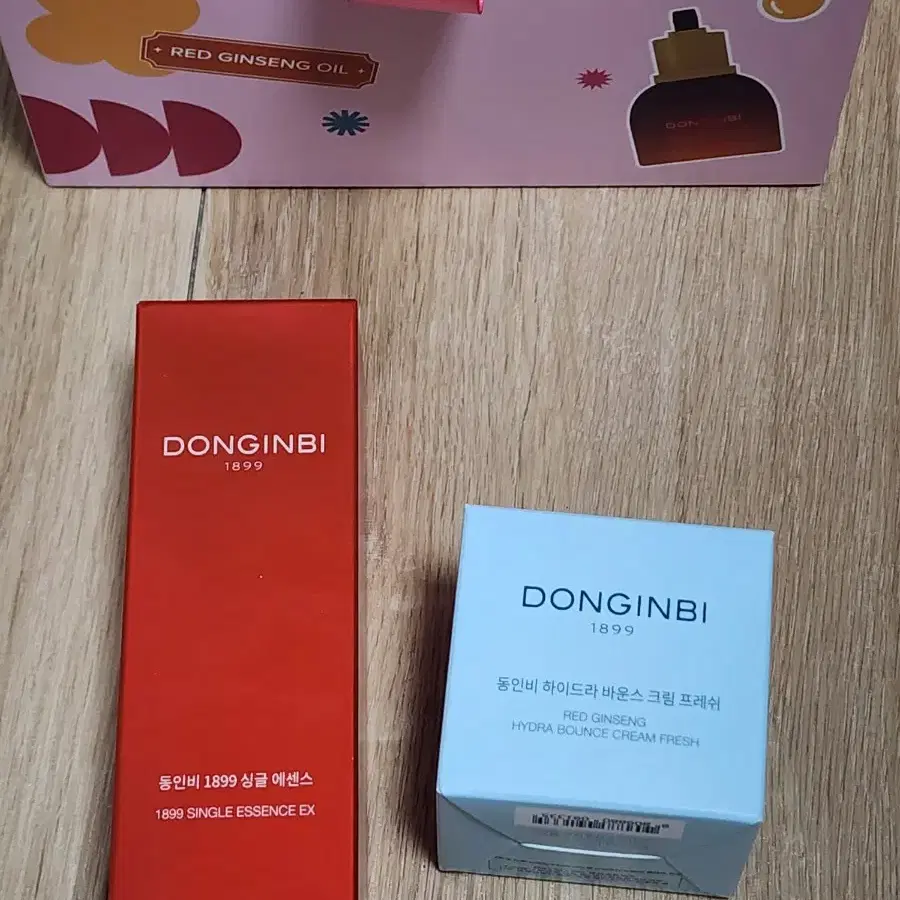 RED GINSENG OIL
DONGINBI
DONGINBI
1899
동인비 1899 싱글 에센스
1899 SINGLE ESSENCE EX
DONGINBI
1899
동인비 하이드라 바운스 크림 프레쉬
RED GINSENG
HYDRA BOUNCE CREAM FRESH